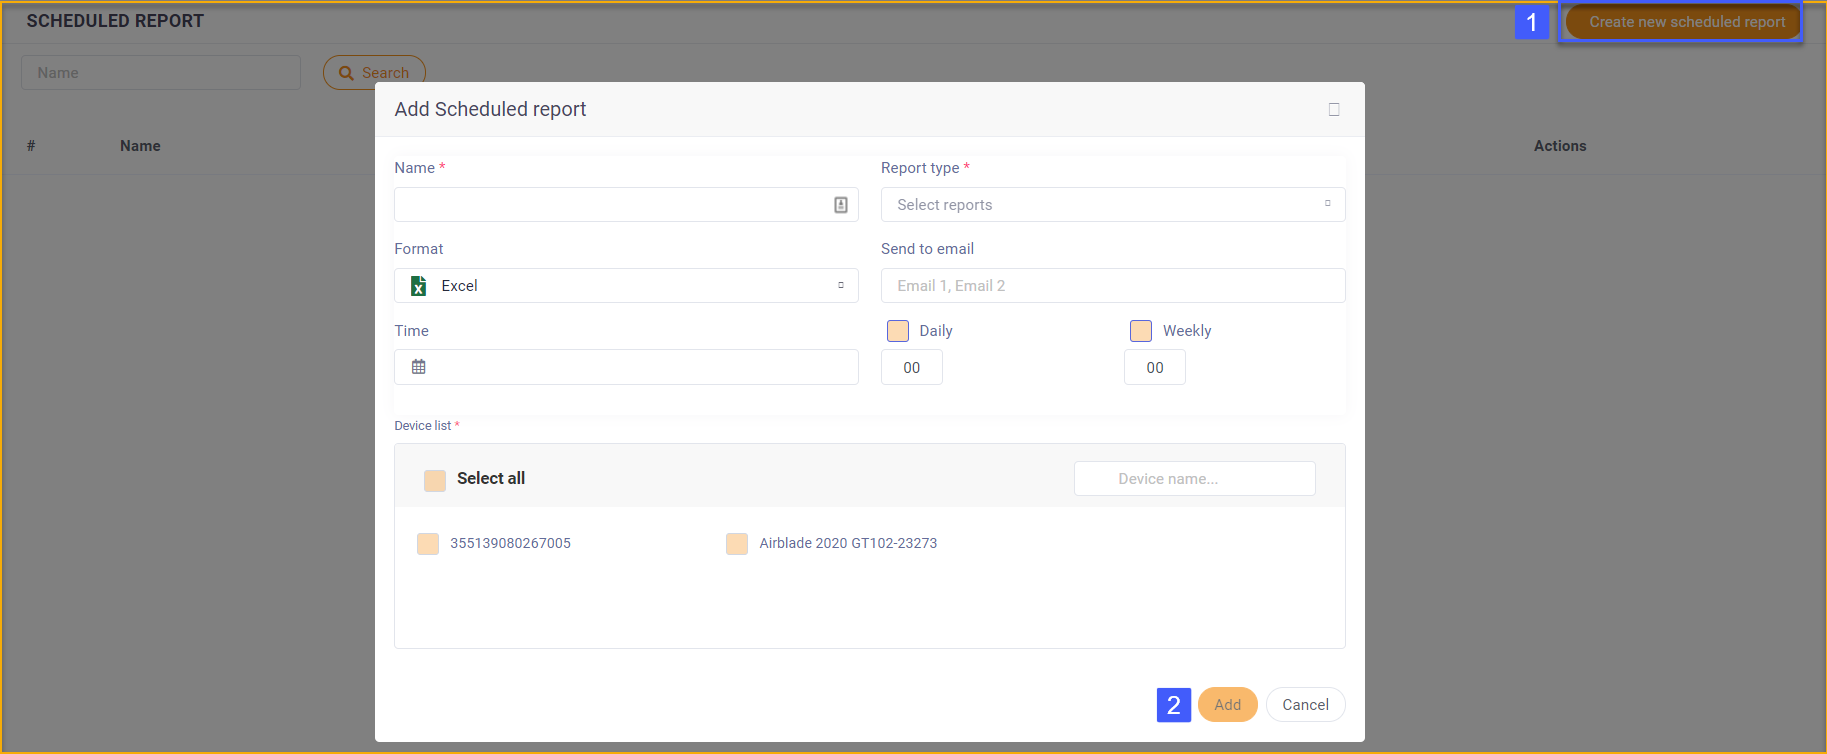 SCHEDULED REPORT
1
Create new scheduled report
Name
Search
Add Scheduled report
#
Name
Actions
Name *
Report type *
Select reports
Format
Send to email
Excel
Email 1, Email 2
Time
Daily
Weekly
00
00
Device list *
Select all
Device name...
355139080267005
Airblade 2020 GT102-23273
2
Add
Cancel